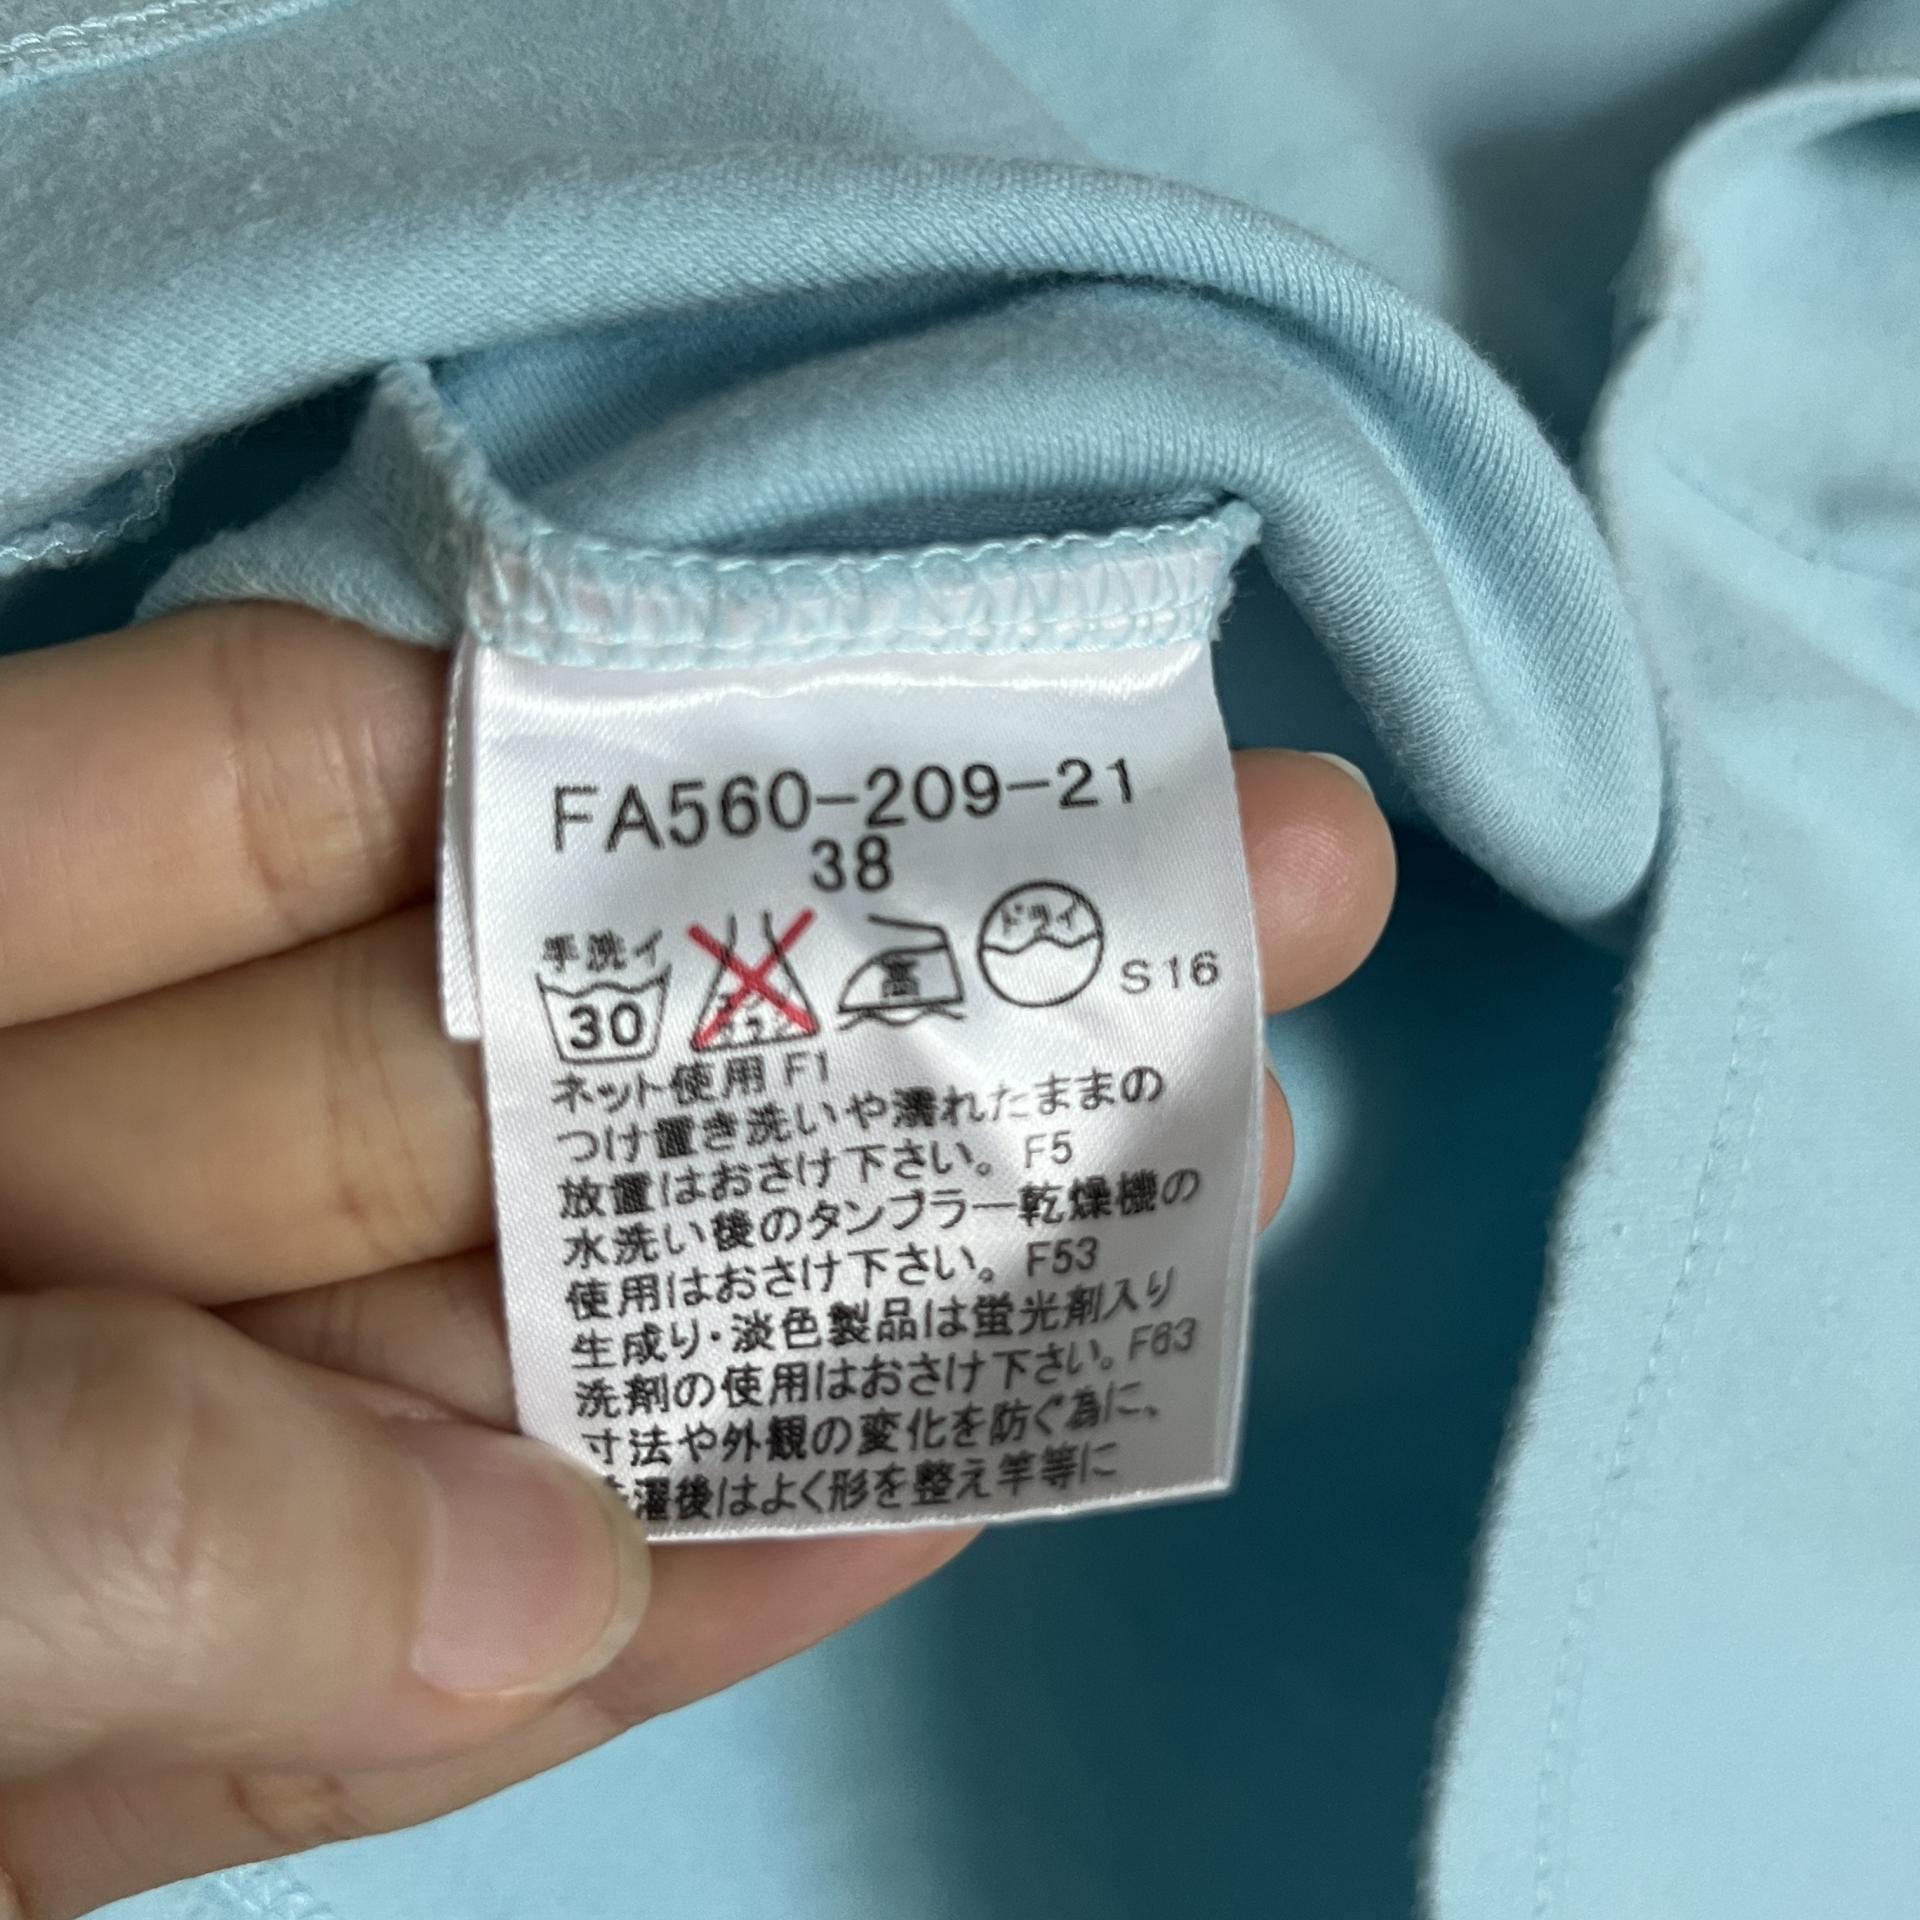 FA560-209-21
38
手洗イ
30
高
ドライ
S16
ネット使用 F1
つけ置き洗いや濡れたままの
放置はおさけ下さい。 F5
水洗い後のタンブラー乾燥機の
使用はおさけ下さい。 F53
生成り・淡色製品は蛍光剤入り
洗剤の使用はおさけ下さい。F63
寸法や外観の変化を防ぐ為に、
濯後はよく形を整え竿等に